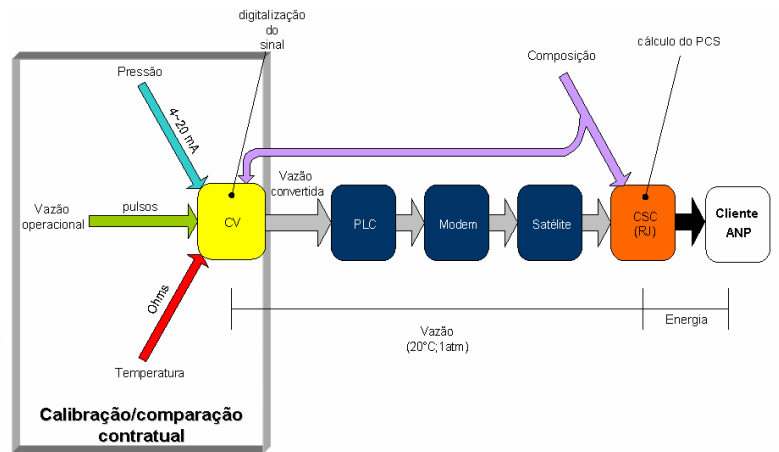 digitalização
do
sinal
Pressão
4~20 mA
Composição
cálculo do PCS
Vazão
operacional
pulsos
CV
Vazão
convertida
PLC
Modem
Satélite
CSC
(RJ)
Cliente
ANP
Ohms
Temperatura
Vazão
(20°C;1atm)
Energia
Calibração/comparação
contratual